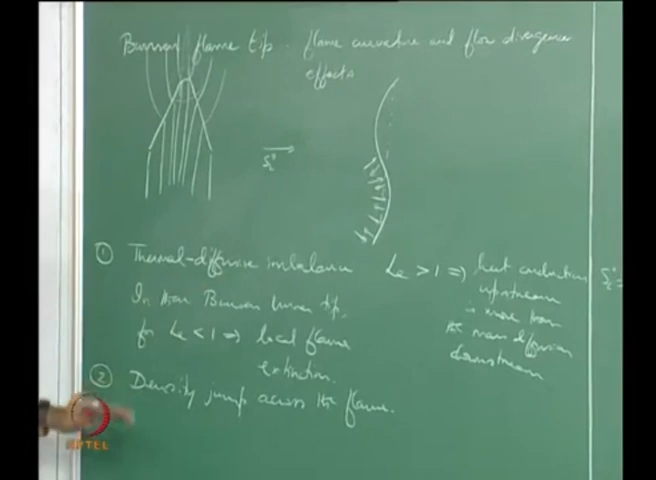 Bunsen flame tip .. flame curvature and flow divergence
effects
① Thermal-diffusive imbalance
In then Bunsen burner tip,
for Le < 1 ⇒ local flame
extinction.
② Density jump across the flame.
Le > 1 ⇒ heat conduction
upstream
is more than
the mass diffusion
downstream
NPTEL